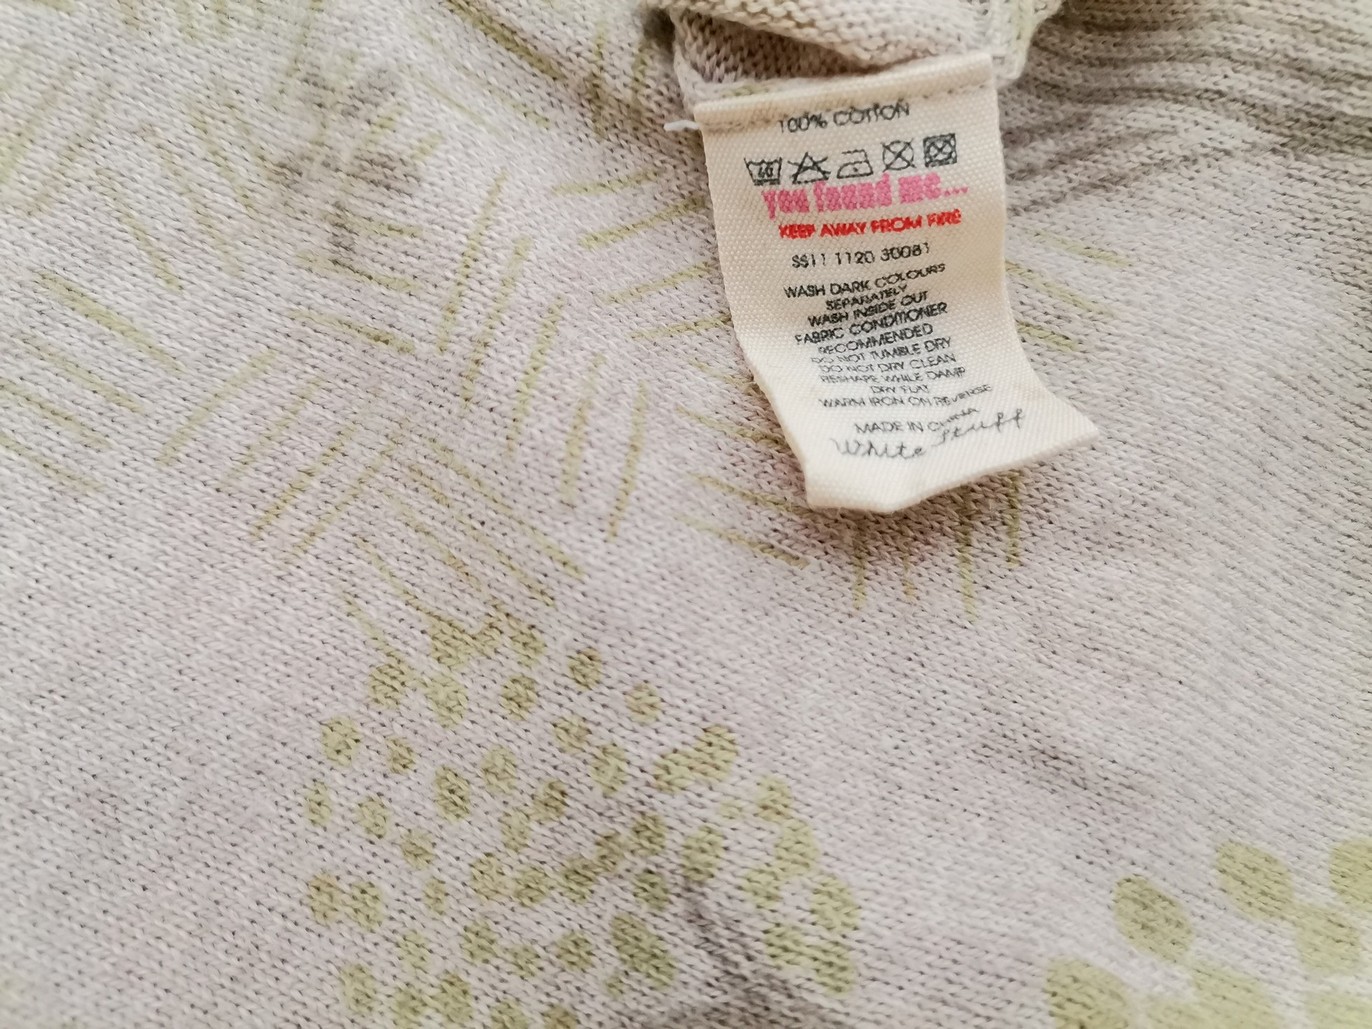 100% COTTON
40
you found me...
KEEP AWAY FROM FIRE
SS11 1120 30081
WASH DARK COLOURS
SEPARATELY
WASH INSIDE OUT
FABRIC CONDITIONER
RECOMMENDED
DO NOT TUMBLE DRY
DO NOT DRY CLEAN
RESHAPE WHILE DAMP
DRY FLAT
WARM IRON ON REVERSE
MADE IN CHINA
White Stuff